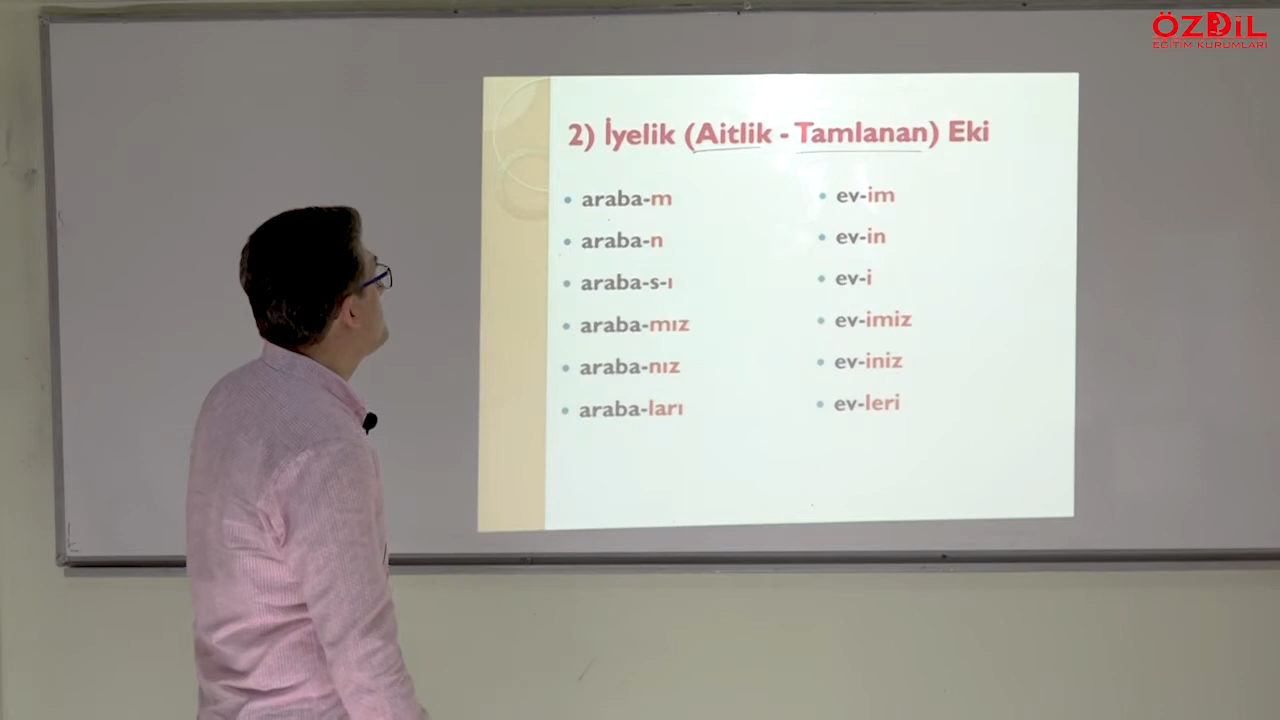 ÖZDİL
EĞİTİM KURUMLARI
2) İyelik (Aitlik - Tamlanan) Eki
• araba-m
• araba-n
• araba-s-ı
• araba-mız
• araba-nız
• araba-ları
• ev-im
• ev-in
• ev-i
• ev-imiz
• ev-iniz
• ev-leri